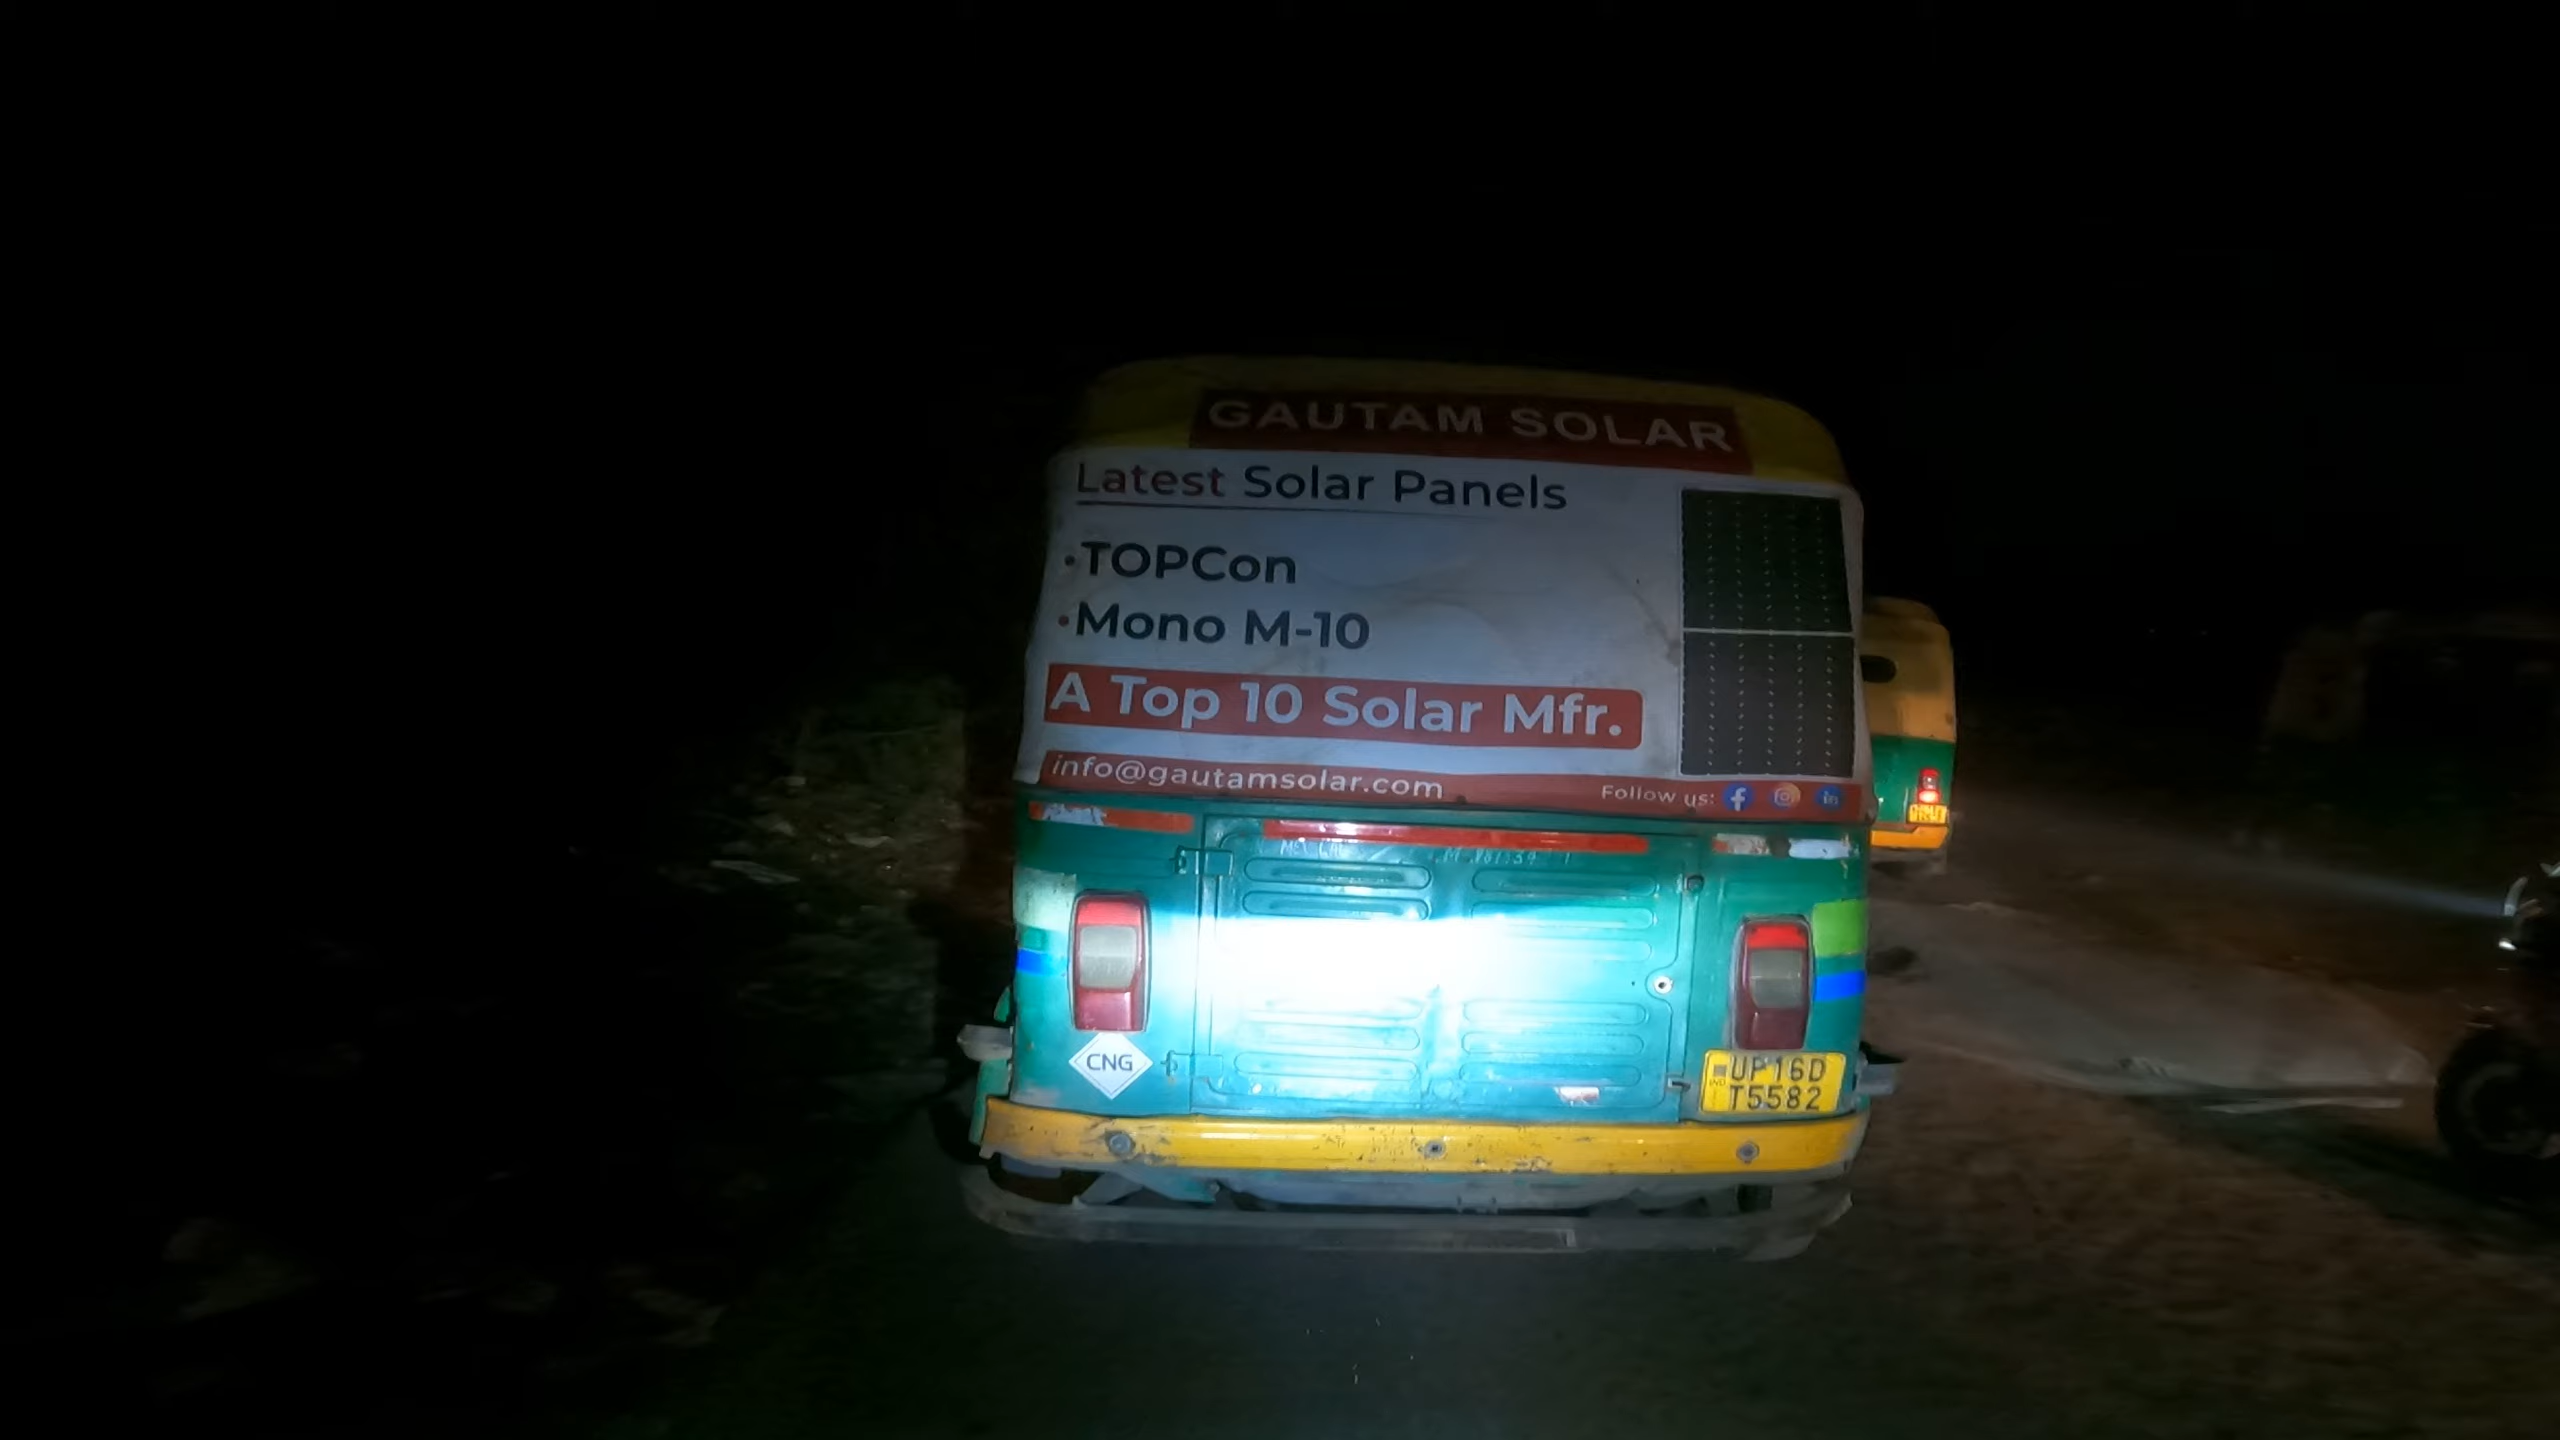 GAUTAM SOLAR
Latest Solar Panels
•TOPCon
•Mono M-10
A Top 10 Solar Mfr.
info@gautamsolar.com
Follow us:
CNG
IND
UP16D
T5582